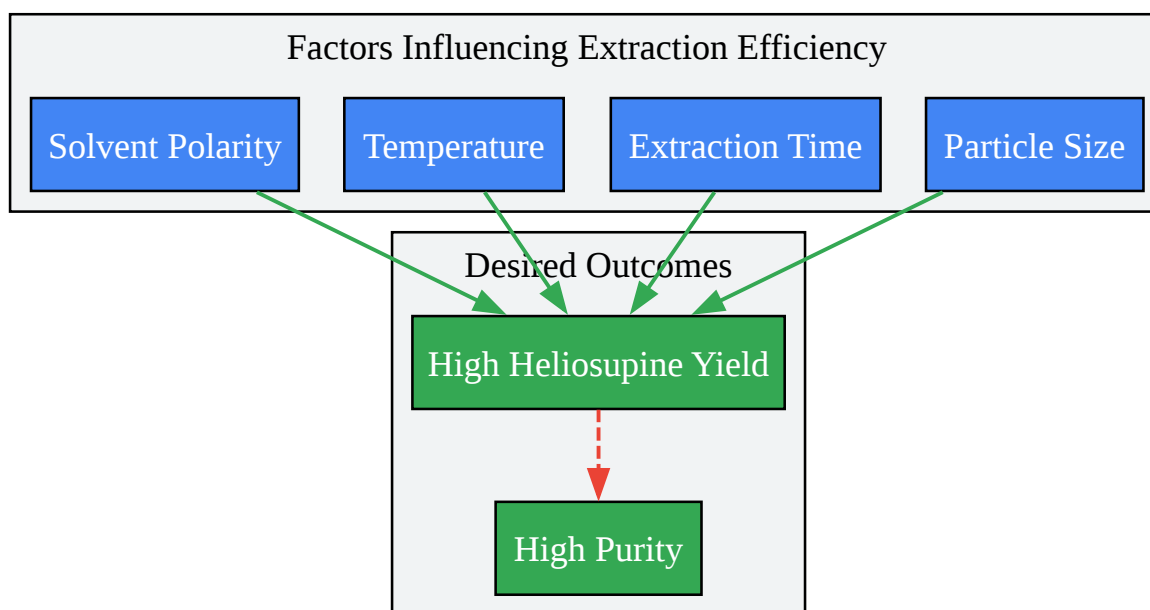 Factors Influencing Extraction Efficiency
Solvent Polarity
Temperature
Extraction Time
Particle Size
Desired Outcomes
High Heliosupine Yield
High Purity